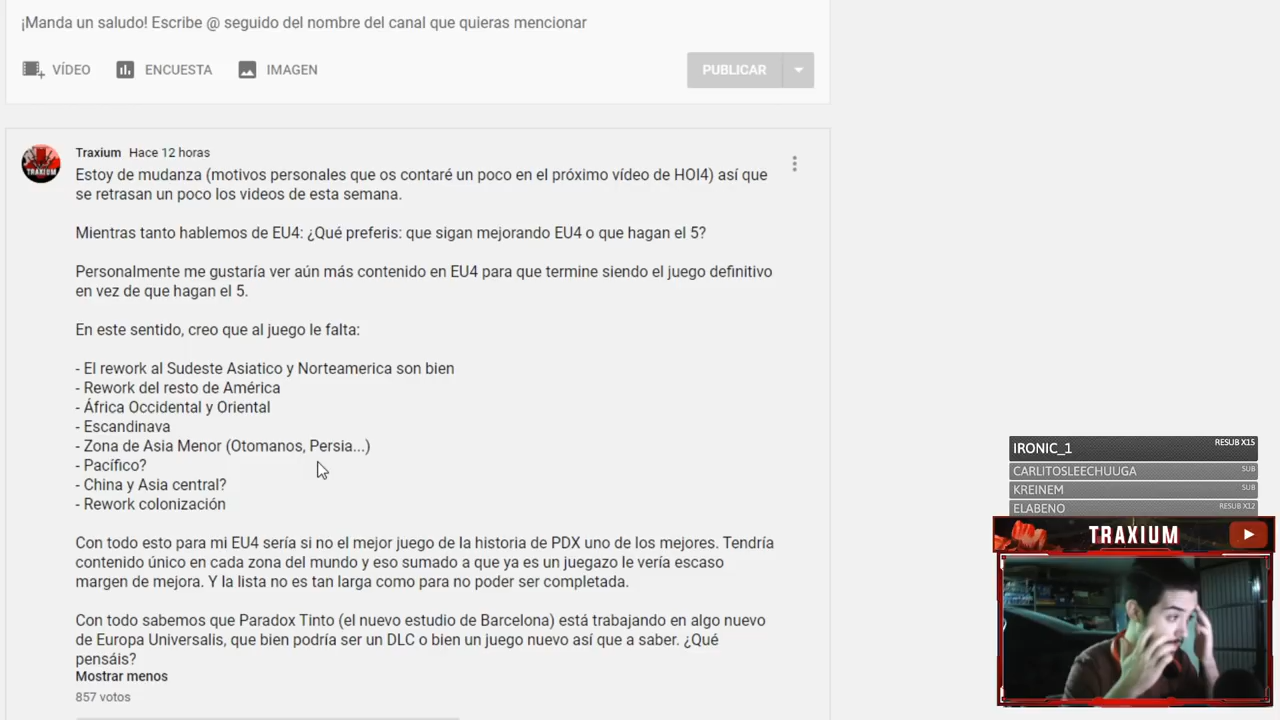 ¡Manda un saludo! Escribe @ seguido del nombre del canal que quieras mencionar
VÍDEO
ENCUESTA
IMAGEN
PUBLICAR
Traxium Hace 12 horas
Estoy de mudanza (motivos personales que os contaré un poco en el próximo vídeo de HOI4) así que
se retrasan un poco los videos de esta semana.
Mientras tanto hablemos de EU4: ¿Qué preferis: que sigan mejorando EU4 o que hagan el 5?
Personalmente me gustaría ver aún más contenido en EU4 para que termine siendo el juego definitivo
en vez de que hagan el 5.
En este sentido, creo que al juego le falta:
- El rework al Sudeste Asiatico y Norteamerica son bien
- Rework del resto de América
- África Occidental y Oriental
- Escandinava
- Zona de Asia Menor (Otomanos, Persia...)
- Pacífico?
- China y Asia central?
- Rework colonización
Con todo esto para mi EU4 sería si no el mejor juego de la historia de PDX uno de los mejores. Tendría
contenido único en cada zona del mundo y eso sumado a que ya es un juegazo le vería escaso
margen de mejora. Y la lista no es tan larga como para no poder ser completada.
Con todo sabemos que Paradox Tinto (el nuevo estudio de Barcelona) está trabajando en algo nuevo
de Europa Universalis, que bien podría ser un DLC o bien un juego nuevo así que a saber. ¿Qué
pensáis?
Mostrar menos
857 votos
IRONIC_1 RESUB X15
CARLITOSLEECHUUGA SUB
KREINEM SUB
ELABENO RESUB X12
TRAXIUM
TRAXIUM